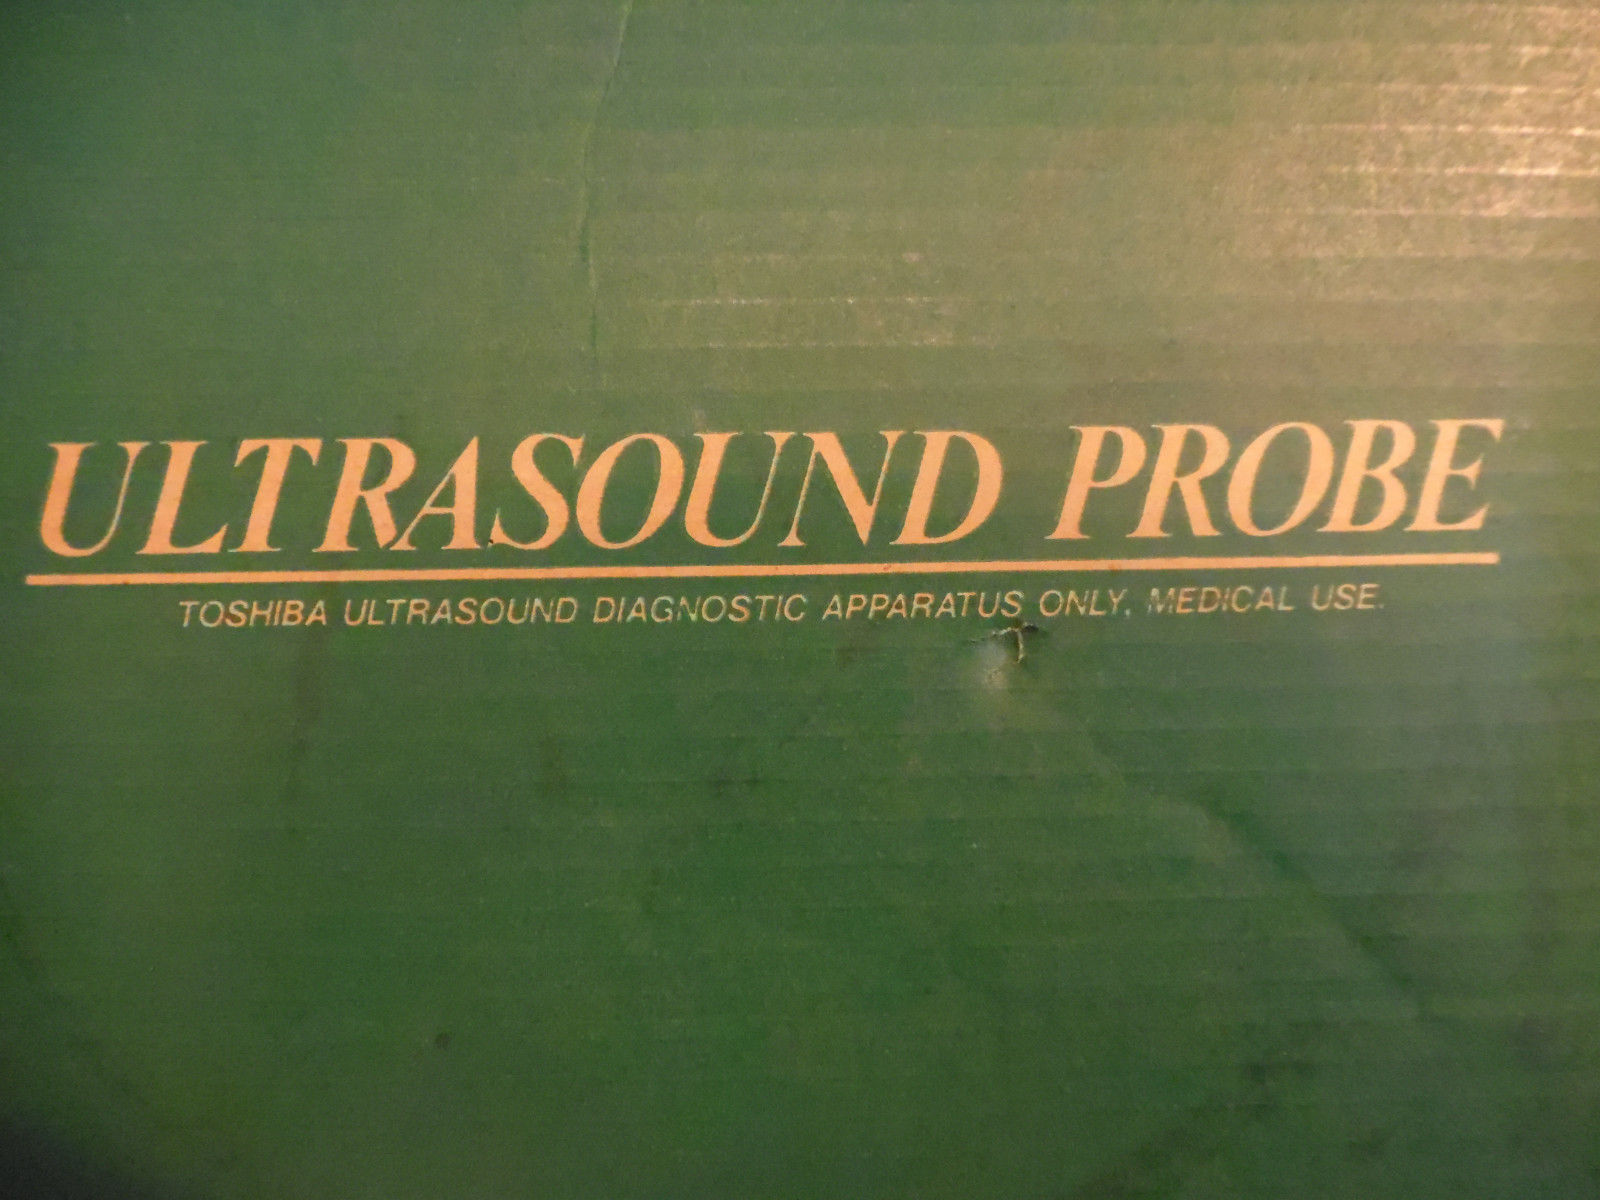 ULTRASOUND PROBE
TOSHIBA ULTRASOUND DIAGNOSTIC APPARATUS ONLY, MEDICAL USE.